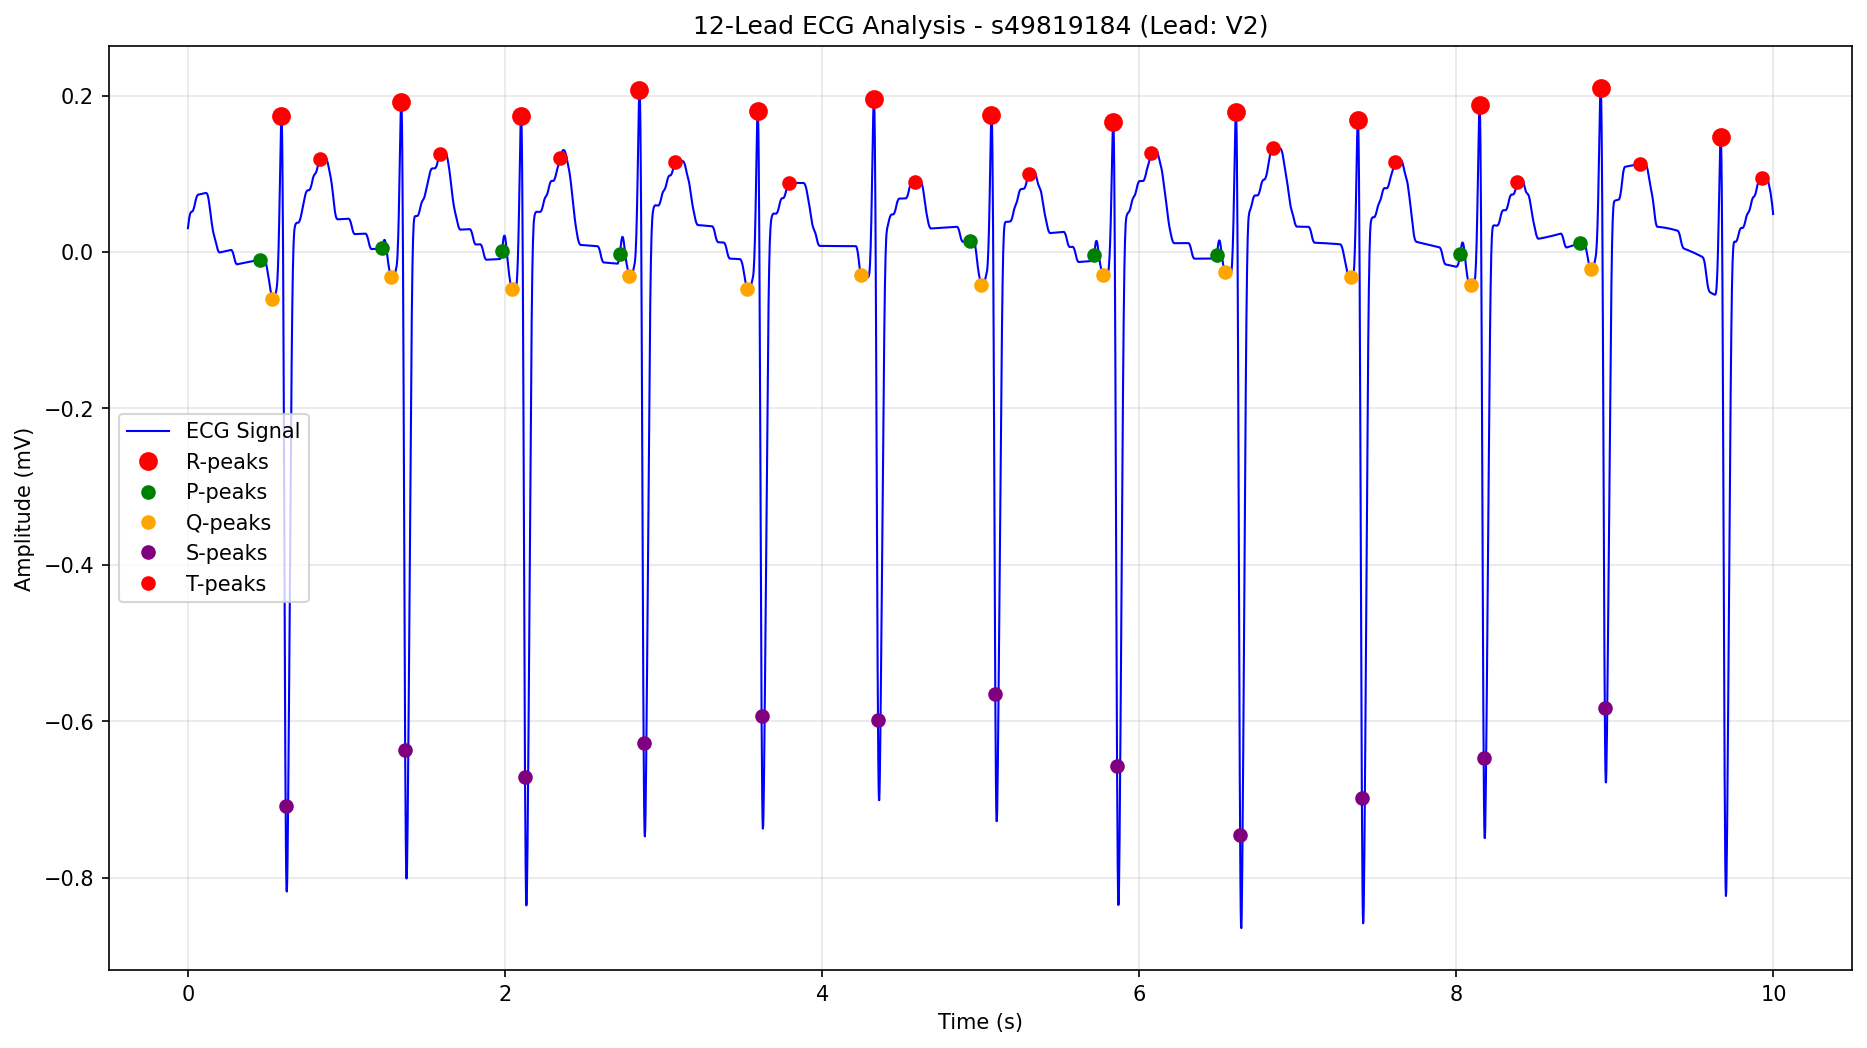 12-Lead ECG Analysis - s49819184 (Lead: V2)
Amplitude (mV)
0.2
0.0
−0.2
−0.4
−0.6
−0.8
ECG Signal
R-peaks
P-peaks
Q-peaks
S-peaks
T-peaks
0 2 4 6 8 10
Time (s)